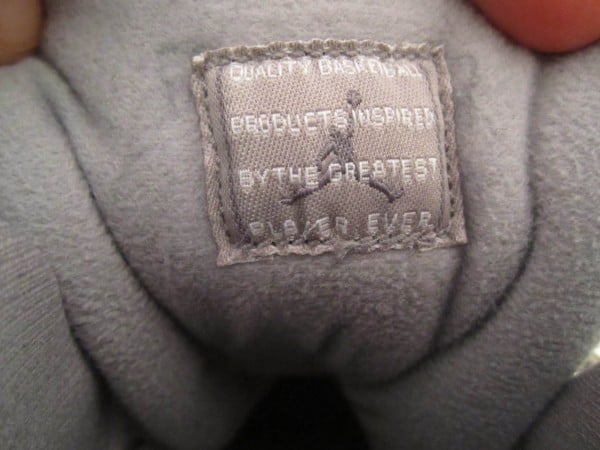 QUALITY BASKETBALL
PRODUCTS INSPIRED
BY THE GREATEST
PLAYER EVER